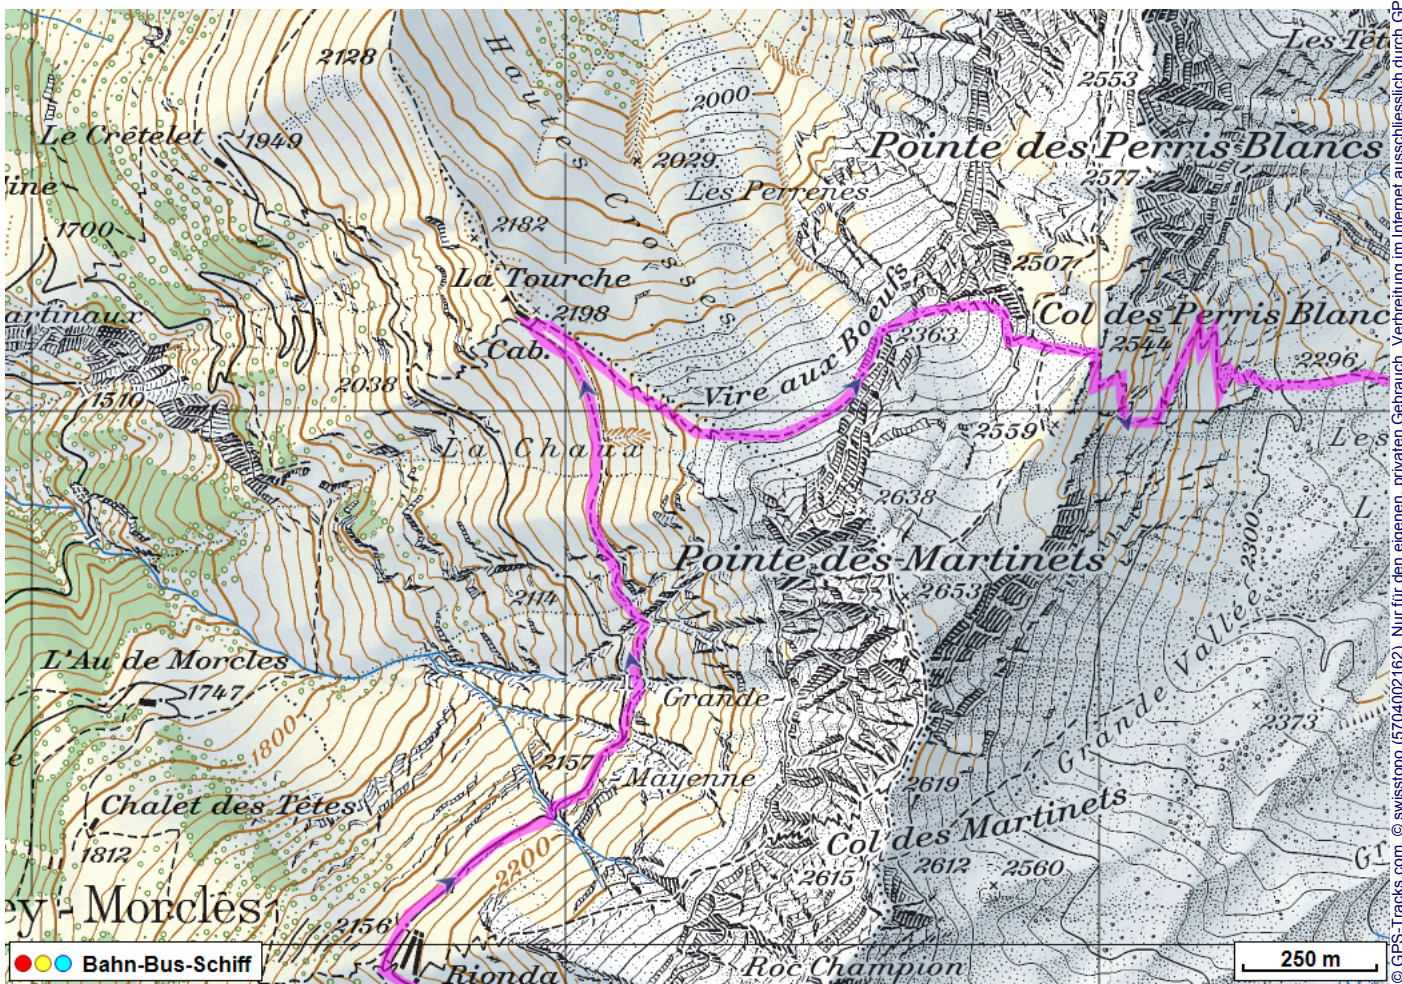 2128
Hautes Crosses
2000
2553
Les Têt
Le Crêtelet
1949
2029
Pointe des Perris Blancs
line
Les Perrenes
2577
1700
2182
2507
La Tourche
2198
artinaux
Cab.
2363
Col des Perris Blanc
2544
2296
Vire aux Boeufs
2038
1510
La Chaux
2559
Les
2638
L
2300
Pointe des Martinets
2114
2653
L'Au de Morcles
1747
Grande-
Grande Vallée
2373
1800
e
2157
-Mayenne
2619
Chalet des Têtes
Col des Martinets
1812
2200
2612
2560
2615
Gr
ey-Morcles
2156
Rionda
Roc Champion
Bahn-Bus-Schiff
250 m
© GPS-Tracks.com, © swisstopo (5704002162) Nur für den eigenen, privaten Gebrauch. Verbreitung im Internet ausschliesslich durch GP